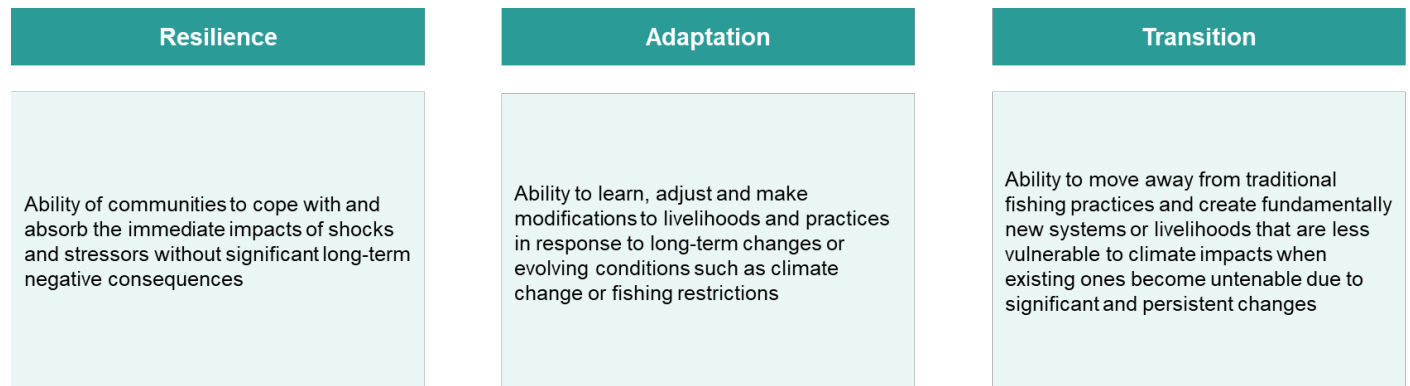 Resilience
Ability of communities to cope with and
absorb the immediate impacts of shocks
and stressors without significant long-term
negative consequences
Adaptation
Ability to learn, adjust and make
modifications to livelihoods and practices
in response to long-term changes or
evolving conditions such as climate
change or fishing restrictions
Transition
Ability to move away from traditional
fishing practices and create fundamentally
new systems or livelihoods that are less
vulnerable to climate impacts when
existing ones become untenable due to
significant and persistent changes